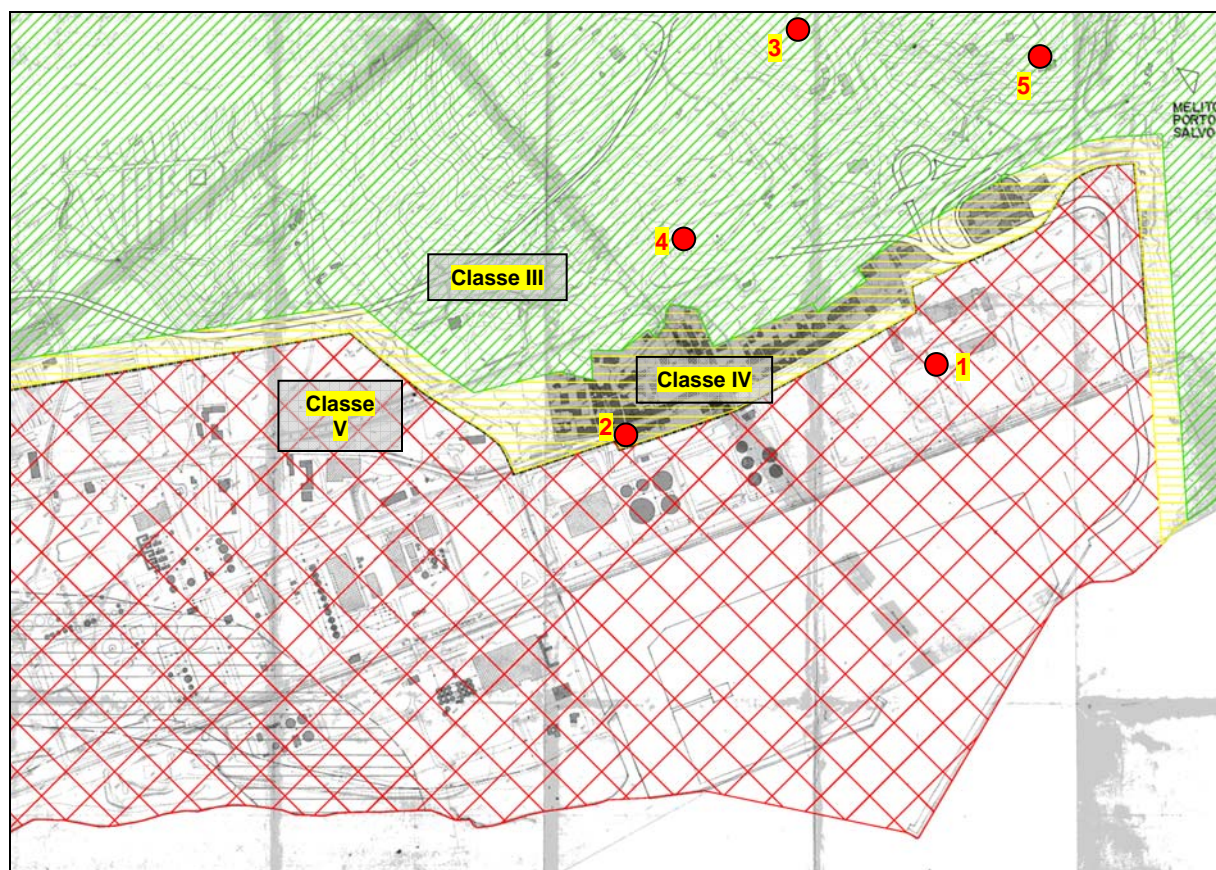 3
5
MELITO
PORTO
SALVO
4
Classe III
Classe IV
1
Classe
V
2